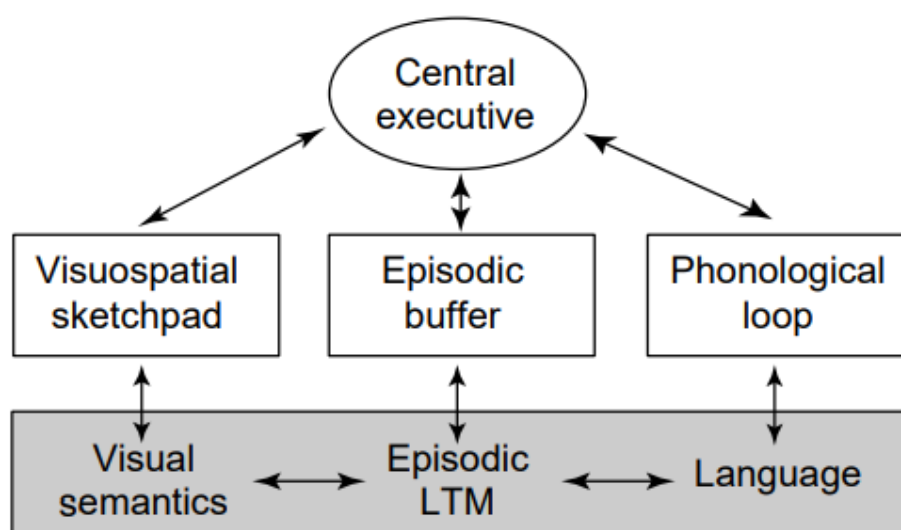 Central
executive
Visuospatial
sketchpad
Episodic
buffer
Phonological
loop
Visual
semantics
Episodic
LTM
Language